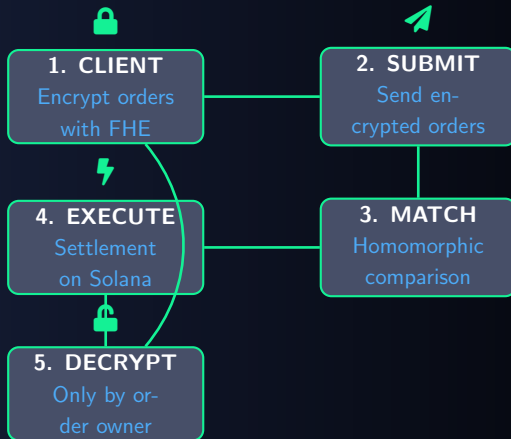 1. CLIENT
Encrypt orders
with FHE
2. SUBMIT
Send en-
crypted orders
3. MATCH
Homomorphic
comparison
4. EXECUTE
Settlement
on Solana
5. DECRYPT
Only by or-
der owner